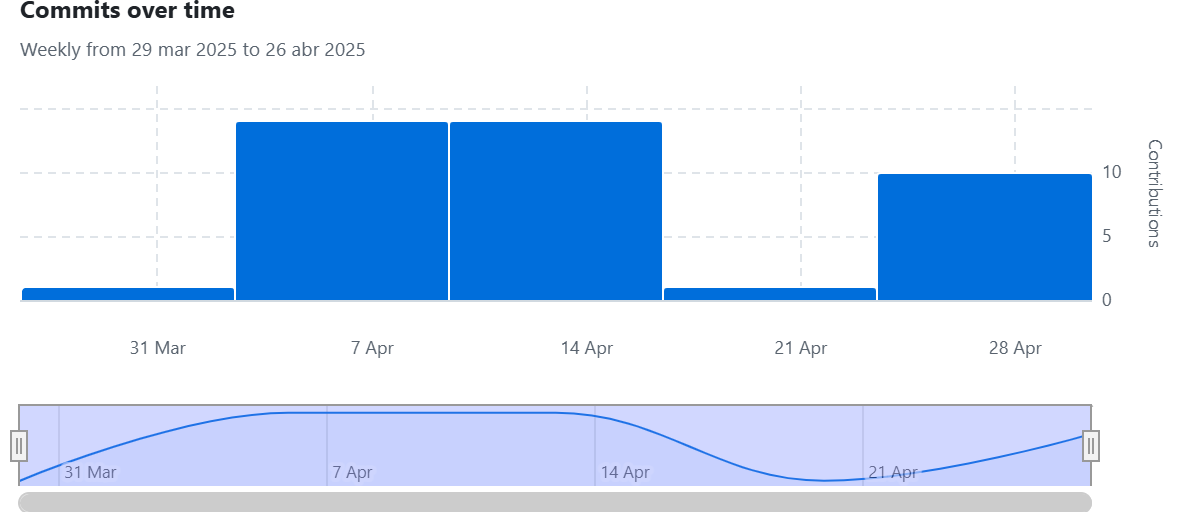 Commits over time
Weekly from 29 mar 2025 to 26 abr 2025
Contributions
10
5
0
31 Mar
7 Apr
14 Apr
21 Apr
28 Apr
31 Mar
7 Apr
14 Apr
21 Apr